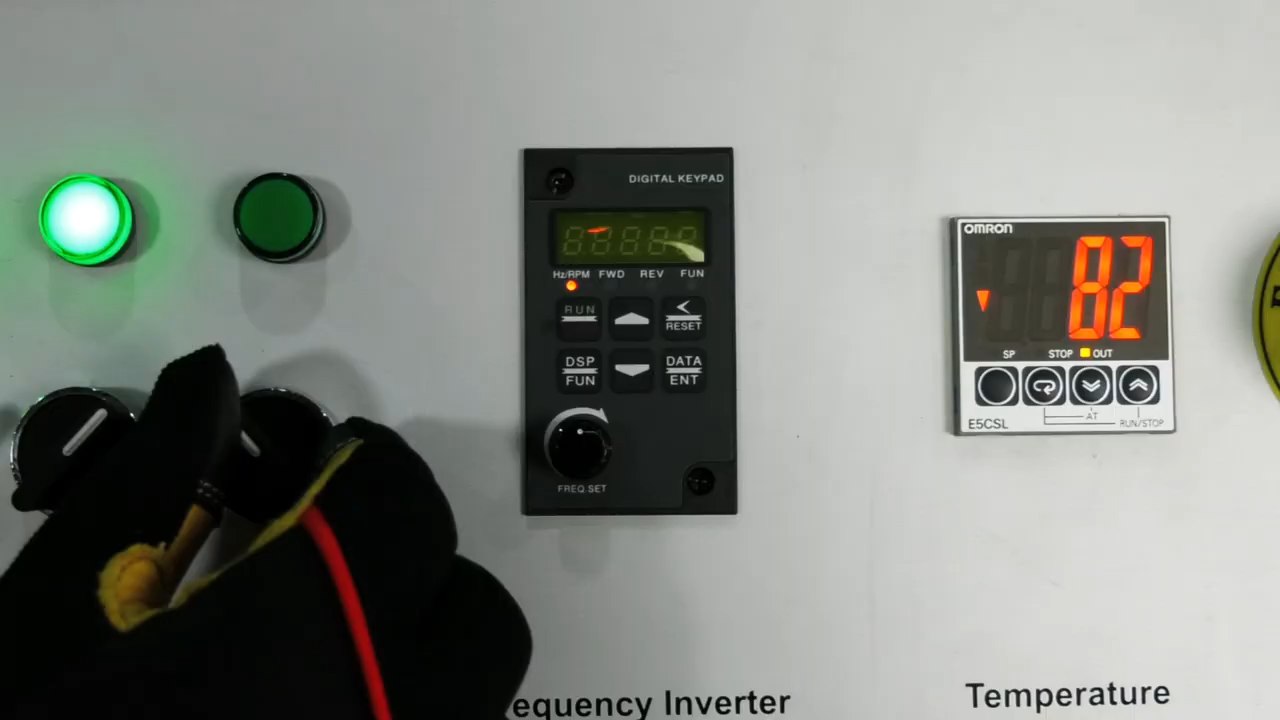 DIGITAL KEYPAD
Hz/RPM FWD REV FUN
RUN
RESET
DSP
FUN
DATA
ENT
FREQ SET
OMRON
82
SP STOP OUT
AT
RUN/STOP
E5CSL
equency Inverter
Temperature